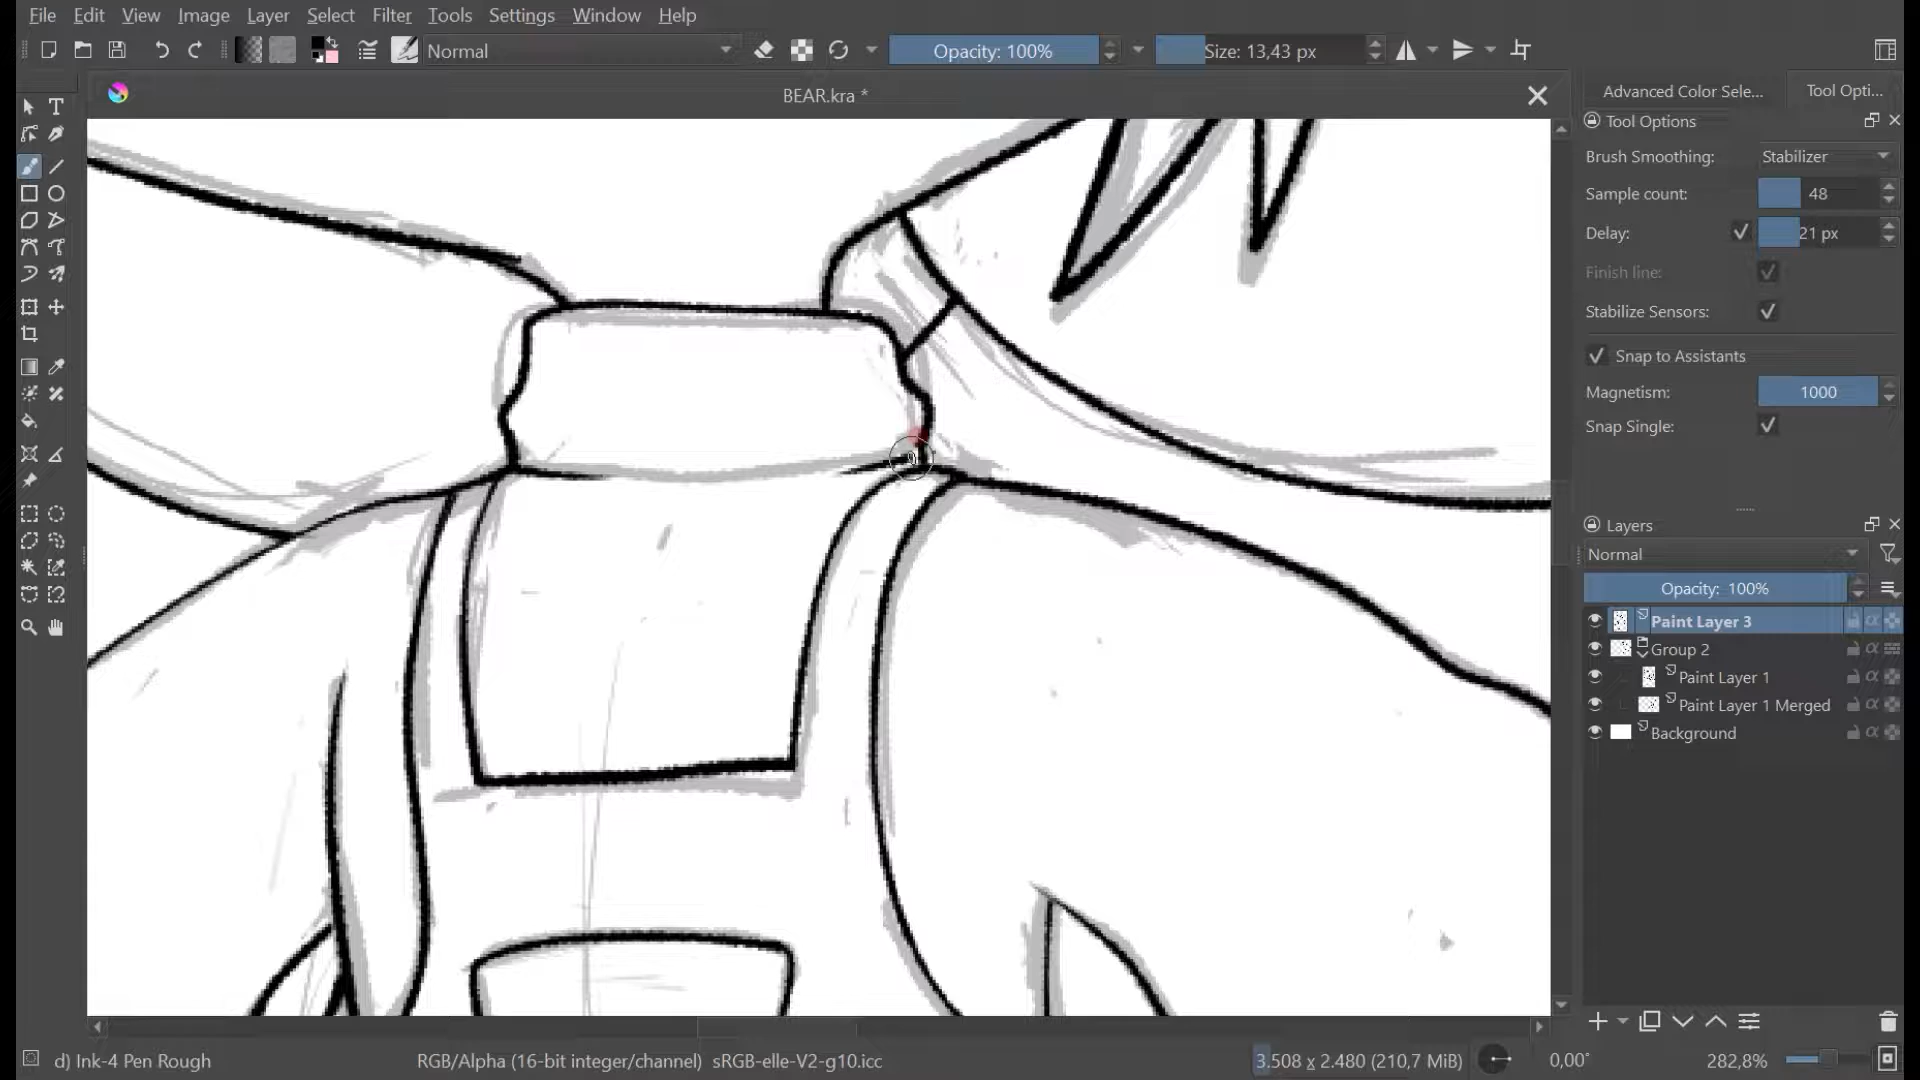 File Edit View Image Layer Select Filter Tools Settings Window Help
Normal Opacity: 100% Size: 13,43 px
BEAR.kra *
Advanced Color Sele... Tool Opti...
Tool Options
Brush Smoothing: Stabilizer
Sample count: 48
Delay: 21 px
Finish line:
Stabilize Sensors:
Snap to Assistants
Magnetism: 1000
Snap Single:
Layers
Normal
Opacity: 100%
Paint Layer 3
Group 2
Paint Layer 1
Paint Layer 1 Merged
Background
d) Ink-4 Pen Rough RGB/Alpha (16-bit integer/channel) sRGB-elle-V2-g10.icc 3.508 x 2.480 (210,7 MiB) 0,00° 282,8%